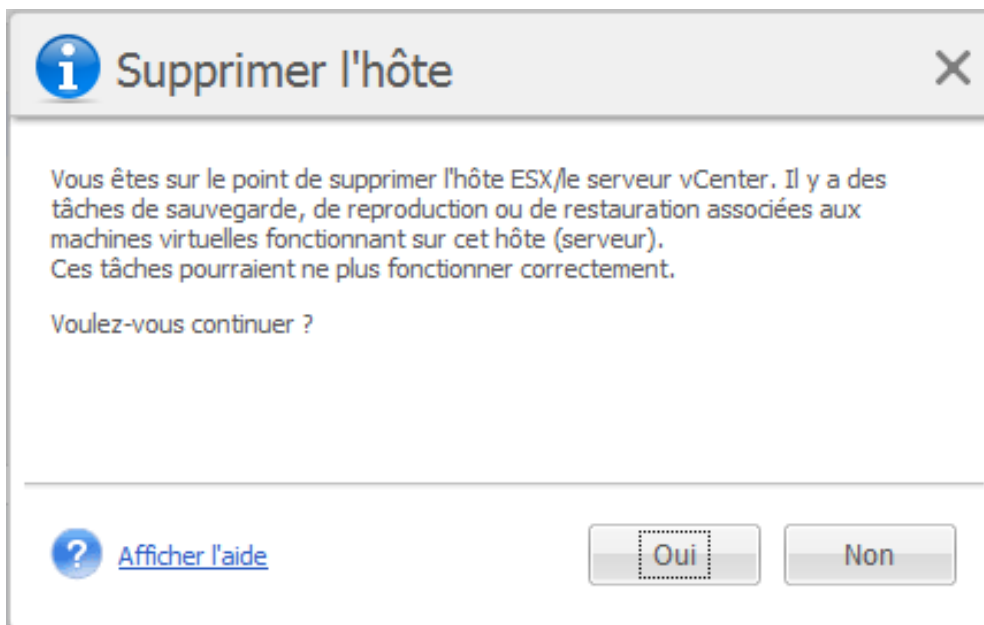 Supprimer l'hôte
Vous êtes sur le point de supprimer l'hôte ESX/le serveur vCenter. Il y a des
tâches de sauvegarde, de reproduction ou de restauration associées aux
machines virtuelles fonctionnant sur cet hôte (serveur).
Ces tâches pourraient ne plus fonctionner correctement.
Voulez-vous continuer ?
Afficher l'aide
Oui
Non